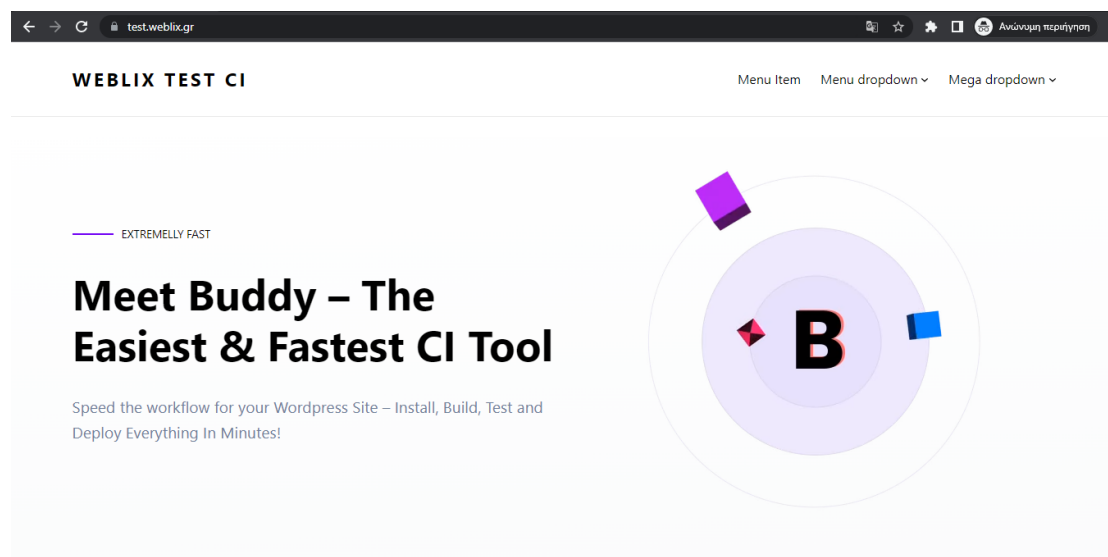 test.weblix.gr
Ανώνυμη περιήγηση
WEBLIX TEST CI
Menu Item
Menu dropdown
Mega dropdown
EXTREMELLY FAST
Meet Buddy – The
Easiest & Fastest CI Tool
B
Speed the workflow for your Wordpress Site – Install, Build, Test and
Deploy Everything In Minutes!